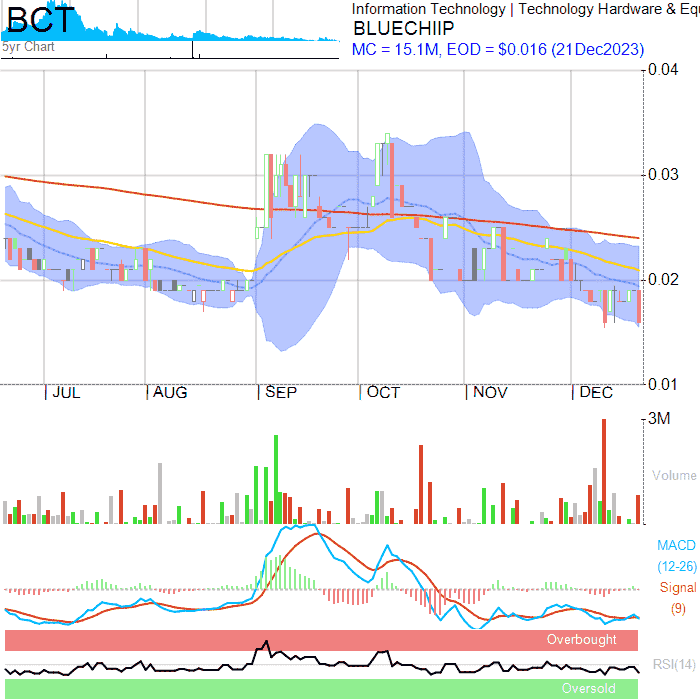 BCT
Information Technology | Technology Hardware & Equ
BLUECHIIP
5yr Chart
MC = 15.1M, EOD = $0.016 (21Dec2023)
0.04
0.03
0.02
0.01
JUL AUG SEP OCT NOV DEC
3M
Volume
MACD
(12-26)
Signal
(9)
Overbought
RSI(14)
Oversold